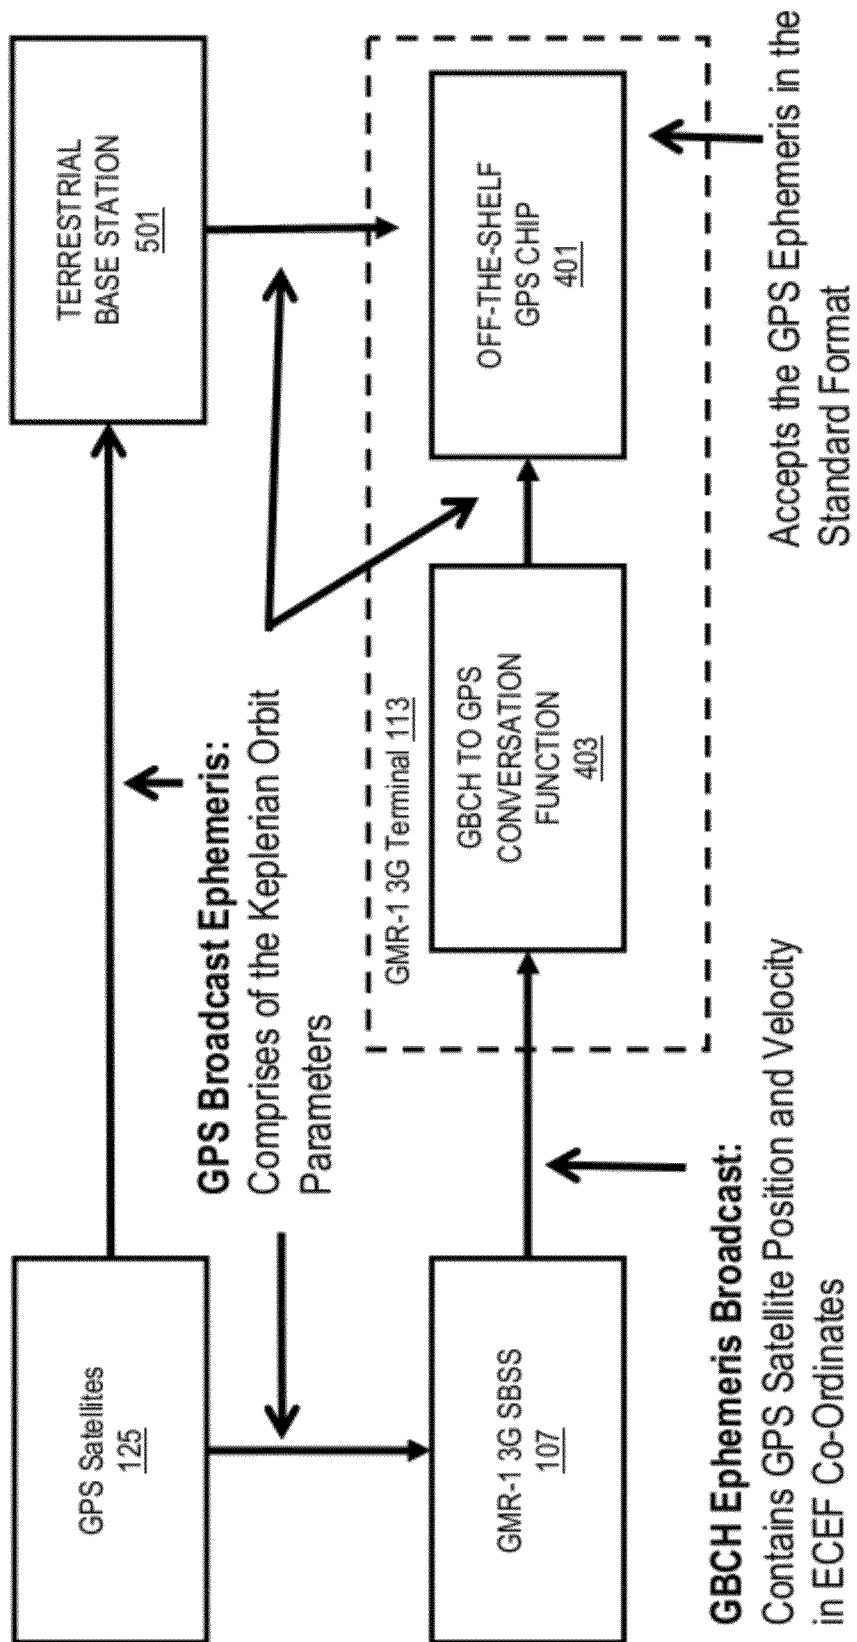 GPS Satellites
125
TERRESTRIAL
BASE STATION
501
GPS Broadcast Ephemeris:
Comprises of the Keplerian Orbit
Parameters
GMR-1 3G Terminal 113
GMR-1 3G SBSS
107
GBCH TO GPS
CONVERSATION
FUNCTION
403
OFF-THE-SHELF
GPS CHIP
401
GBCH Ephemeris Broadcast:
Contains GPS Satellite Position and Velocity
in ECEF Co-Ordinates
Accepts the GPS Ephemeris in the
Standard Format